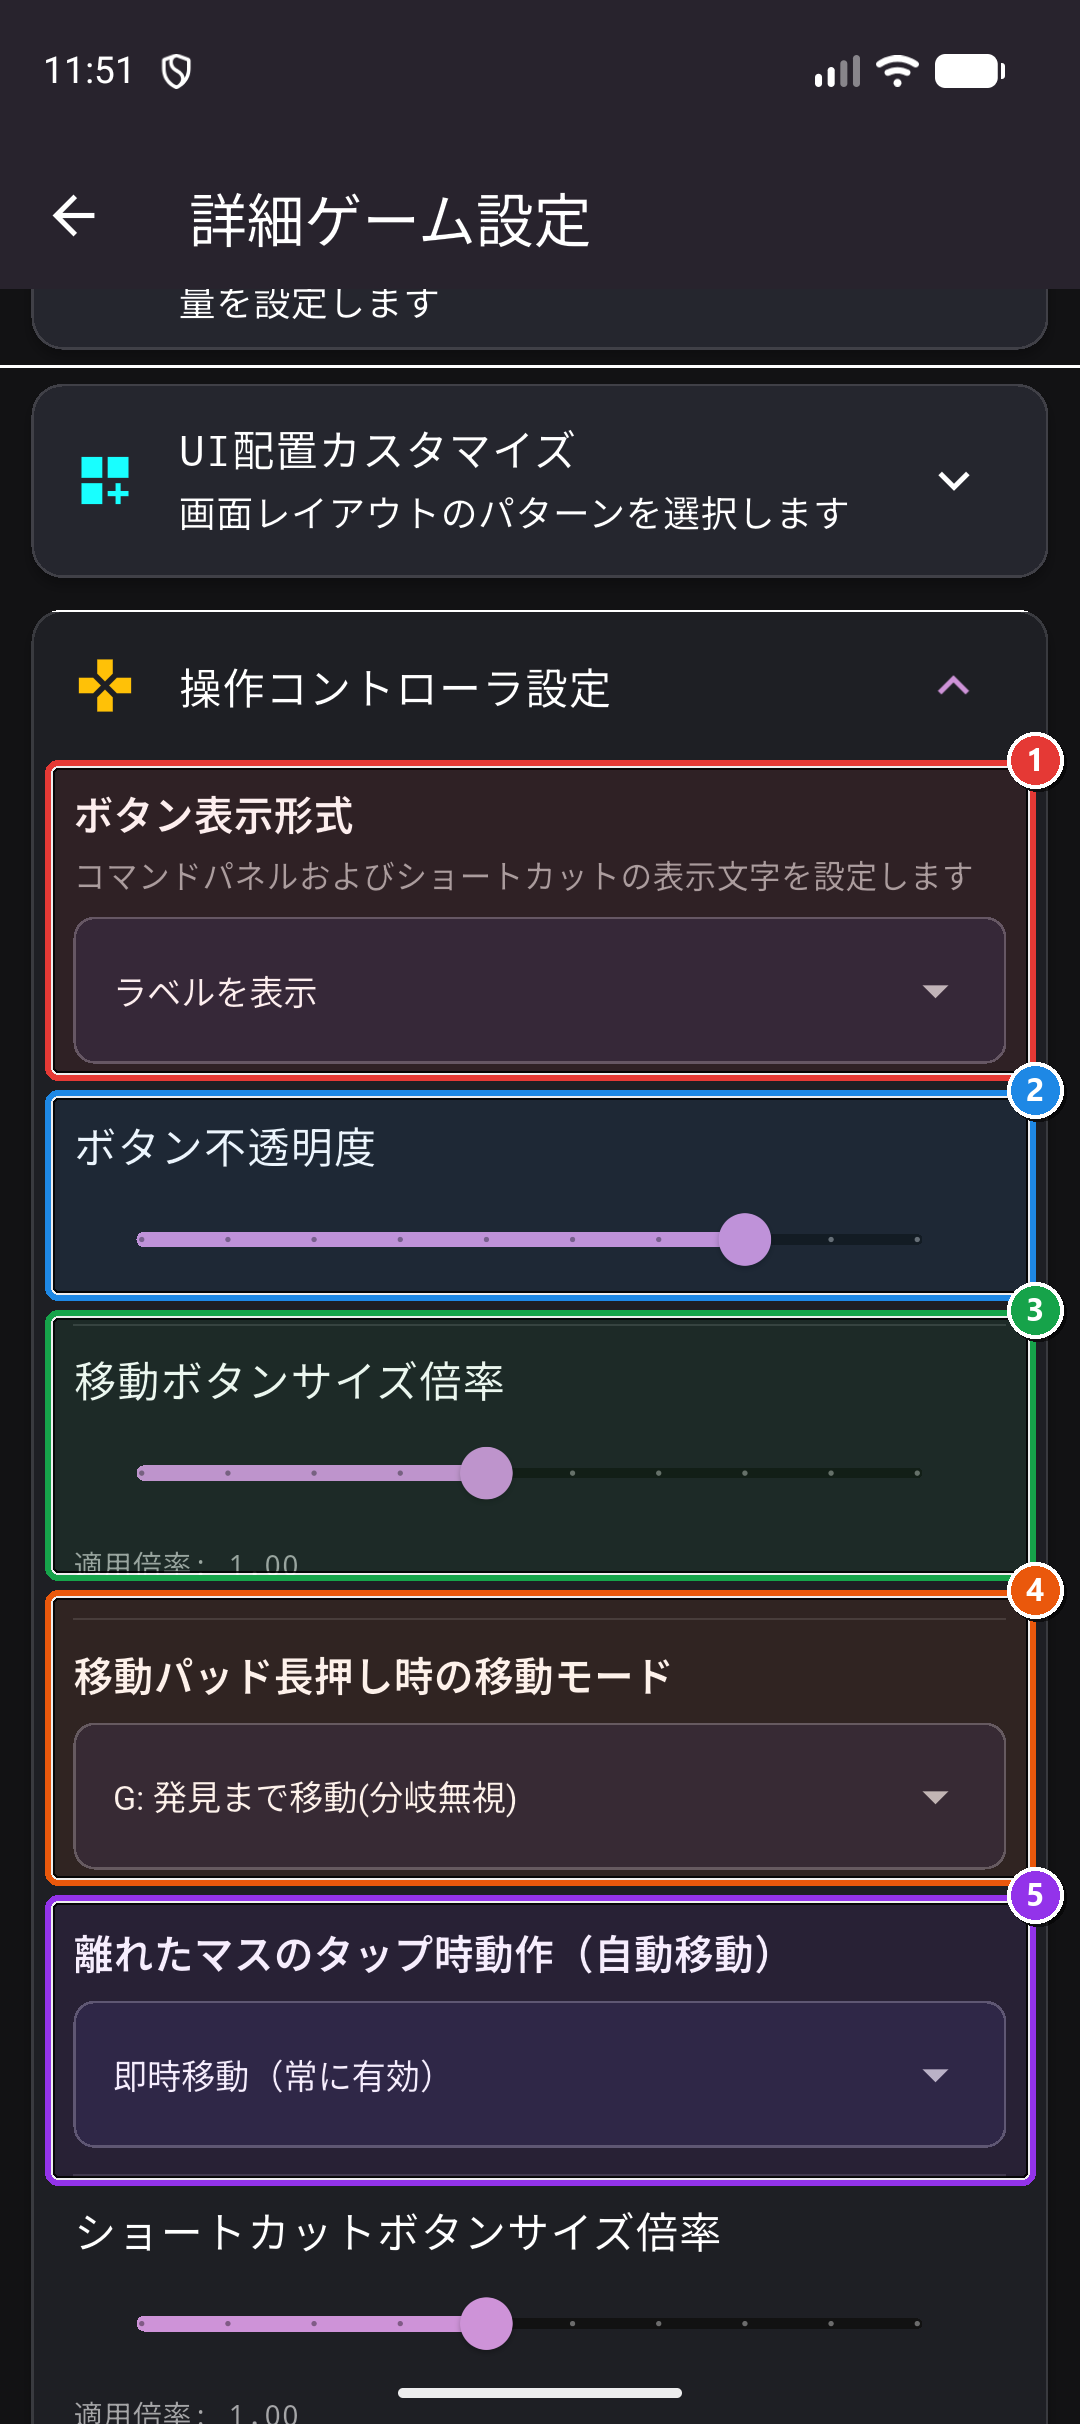 11:51
詳細ゲーム設定
量を設定します
UI配置カスタマイズ
画面レイアウトのパターンを選択します
操作コントローラ設定
1
ボタン表示形式
コマンドパネルおよびショートカットの表示文字を設定します
ラベルを表示
2
ボタン不透明度
3
移動ボタンサイズ倍率
適用倍率: 1.00
4
移動パッド長押し時の移動モード
G: 発見まで移動(分岐無視)
5
離れたマスのタップ時動作（自動移動）
即時移動（常に有効）
ショートカットボタンサイズ倍率
適用倍率: 1.00